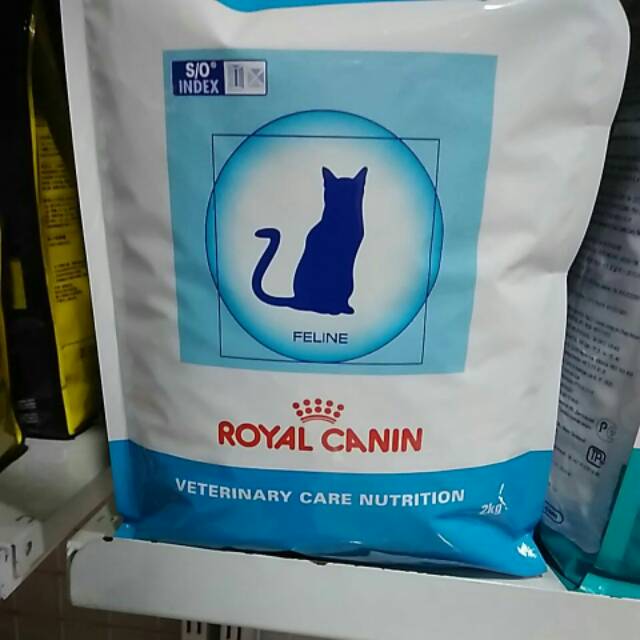 S/O®
INDEX
FELINE
ROYAL CANIN
VETERINARY CARE NUTRITION
2kg